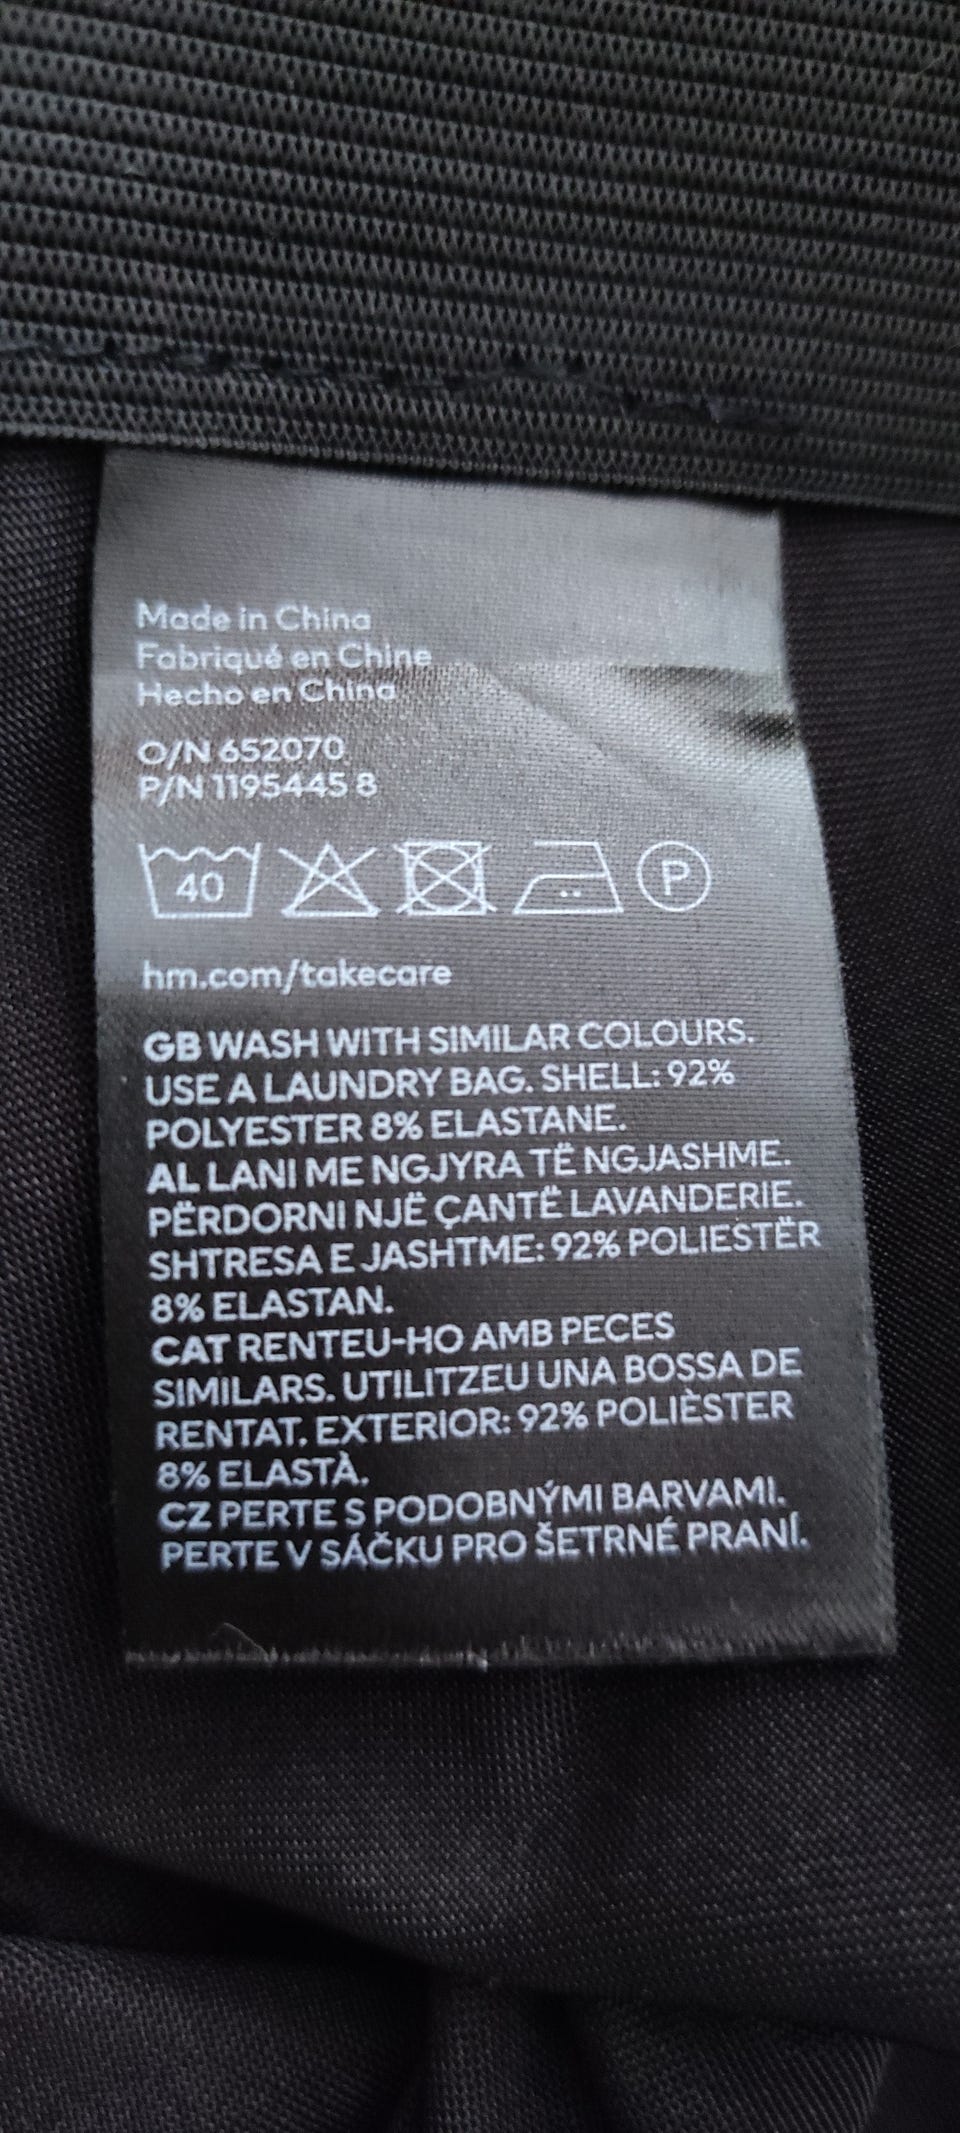 Made in China
Fabriqué en Chine
Hecho en China
O/N 652070
P/N 1195445 8
40 P
hm.com/takecare
GB WASH WITH SIMILAR COLOURS.
USE A LAUNDRY BAG. SHELL: 92%
POLYESTER 8% ELASTANE.
AL LANI ME NGJYRA TË NGJASHME.
PËRDORNI NJË ÇANTË LAVANDERIE.
SHTRESA E JASHTME: 92% POLIESTËR
8% ELASTAN.
CAT RENTEU-HO AMB PECES
SIMILARS. UTILITZEU UNA BOSSA DE
RENTAT. EXTERIOR: 92% POLIÈSTER
8% ELASTÀ.
CZ PERTE S PODOBNÝMI BARVAMI.
PERTE V SÁČKU PRO ŠETRNÉ PRANÍ.